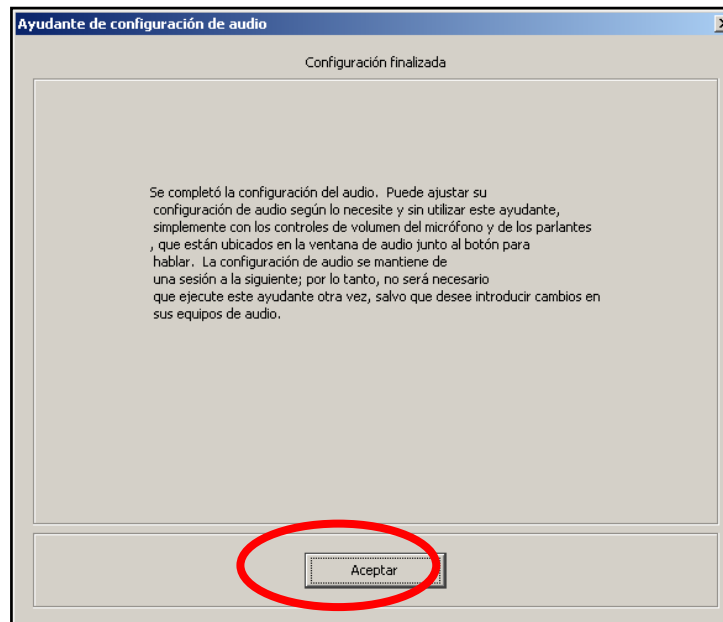 Ayudante de configuración de audio
Configuración finalizada
Se completó la configuración del audio. Puede ajustar su
configuración de audio según lo necesite y sin utilizar este ayudante,
simplemente con los controles de volumen del micrófono y de los parlantes
, que están ubicados en la ventana de audio junto al botón para
hablar. La configuración de audio se mantiene de
una sesión a la siguiente; por lo tanto, no será necesario
que ejecute este ayudante otra vez, salvo que desee introducir cambios en
sus equipos de audio.
Aceptar